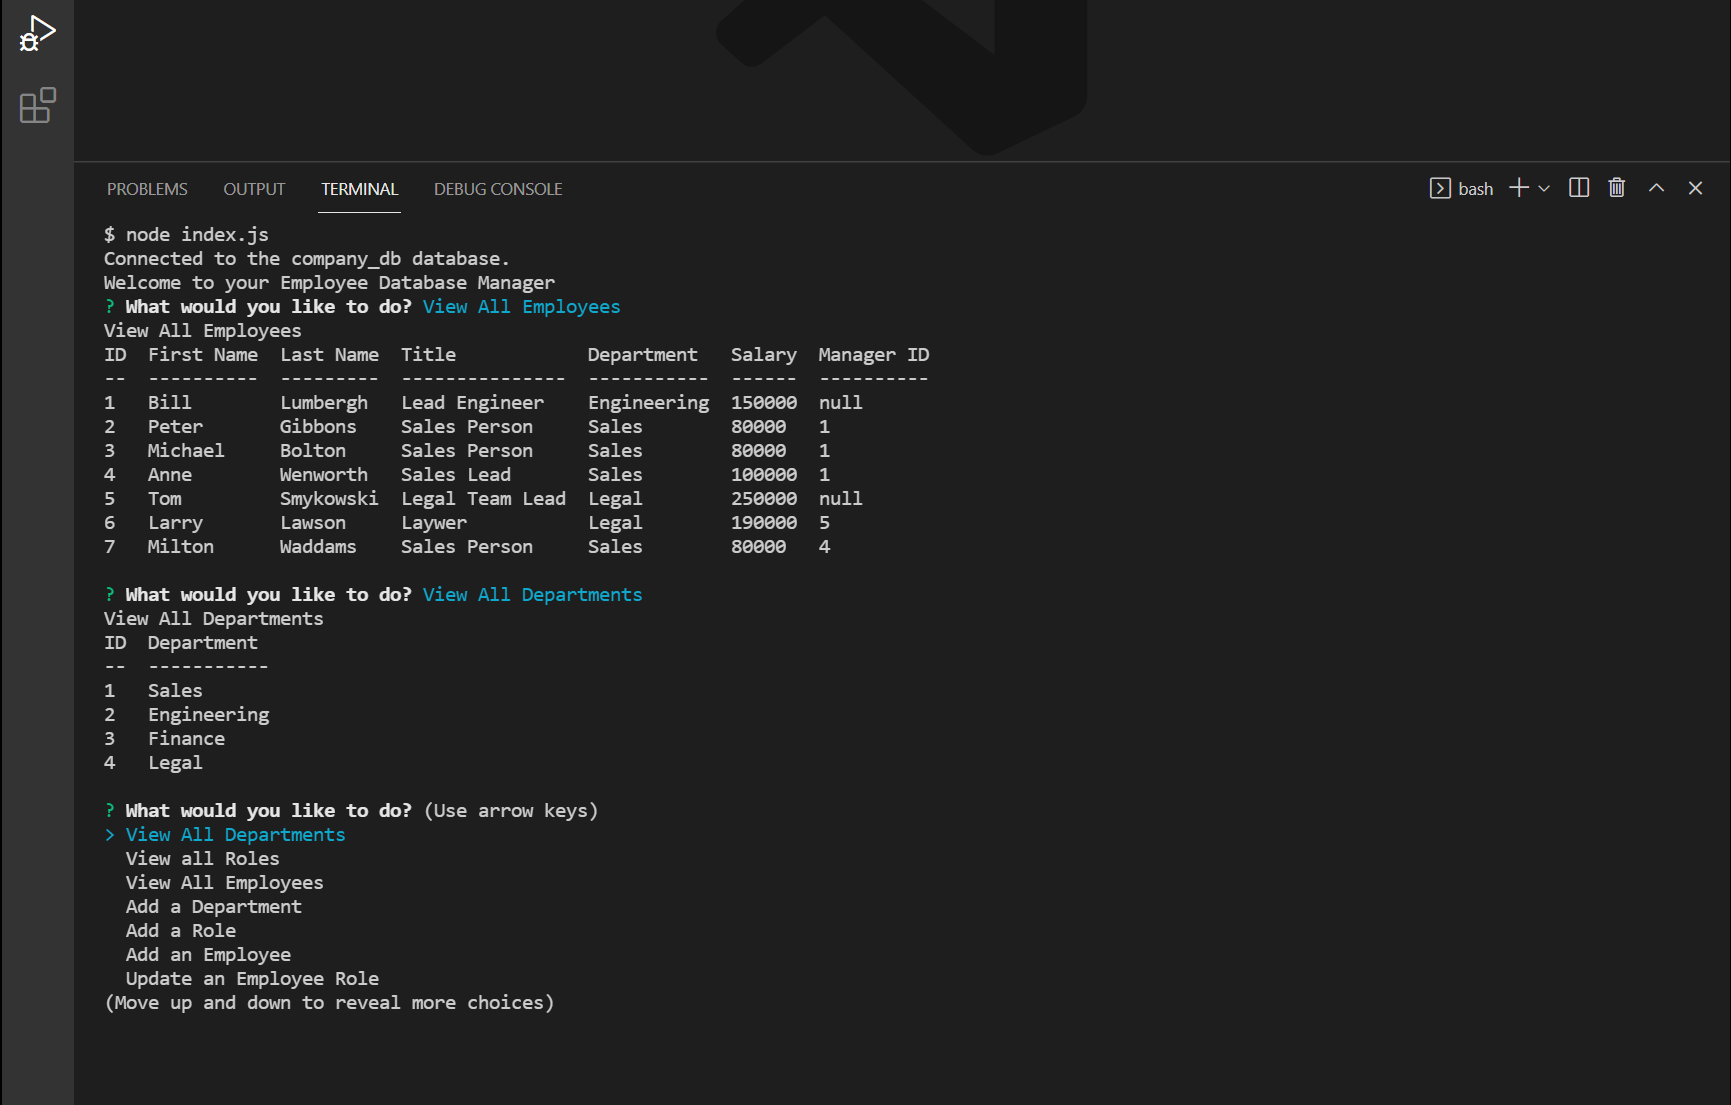 PROBLEMS OUTPUT TERMINAL DEBUG CONSOLE bash
$ node index.js
Connected to the company_db database.
Welcome to your Employee Database Manager
? What would you like to do? View All Employees
View All Employees
ID  First Name  Last Name  Title            Department   Salary  Manager ID
--  ----------  ---------  ---------------  -----------  ------  ----------
1   Bill        Lumbergh   Lead Engineer    Engineering  150000  null
2   Peter       Gibbons    Sales Person     Sales        80000   1
3   Michael     Bolton     Sales Person     Sales        80000   1
4   Anne        Wenworth   Sales Lead       Sales        100000  1
5   Tom         Smykowski  Legal Team Lead  Legal        250000  null
6   Larry       Lawson     Laywer           Legal        190000  5
7   Milton      Waddams    Sales Person     Sales        80000   4
? What would you like to do? View All Departments
View All Departments
ID  Department
--  -----------
1   Sales
2   Engineering
3   Finance
4   Legal
? What would you like to do? (Use arrow keys)
> View All Departments
  View all Roles
  View All Employees
  Add a Department
  Add a Role
  Add an Employee
  Update an Employee Role
(Move up and down to reveal more choices)